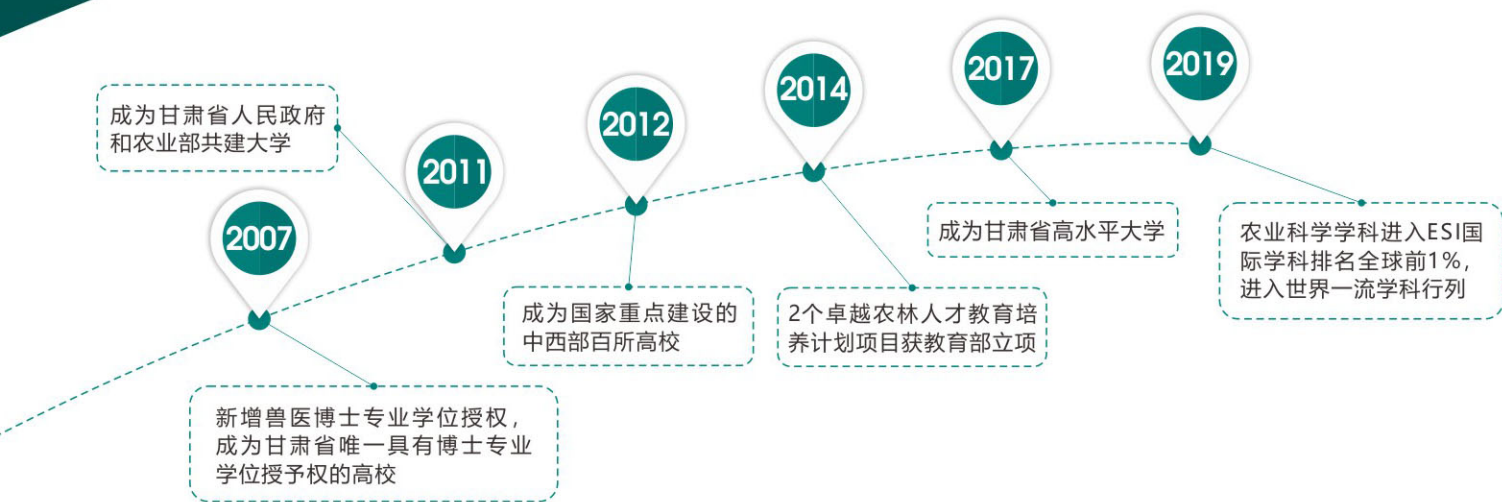 2007
新增兽医博士专业学位授权，
成为甘肃省唯一具有博士专业
学位授予权的高校
2011
成为甘肃省人民政府
和农业部共建大学
2012
成为国家重点建设的
中西部百所高校
2014
2个卓越农林人才教育培
养计划项目获教育部立项
2017
成为甘肃省高水平大学
2019
农业科学学科进入ESI国
际学科排名全球前1%，
进入世界一流学科行列